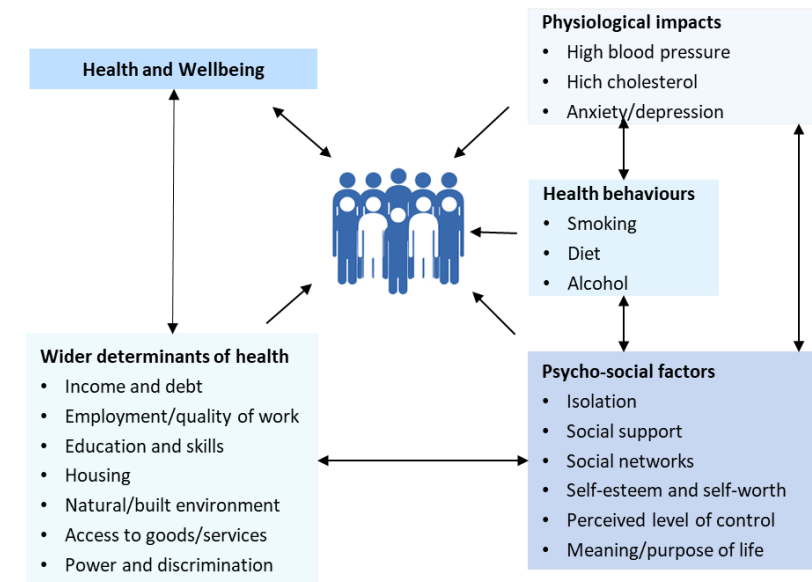 Health and Wellbeing
Physiological impacts
• High blood pressure
• Hich cholesterol
• Anxiety/depression
Health behaviours
• Smoking
• Diet
• Alcohol
Wider determinants of health
• Income and debt
• Employment/quality of work
• Education and skills
• Housing
• Natural/built environment
• Access to goods/services
• Power and discrimination
Psycho-social factors
• Isolation
• Social support
• Social networks
• Self-esteem and self-worth
• Perceived level of control
• Meaning/purpose of life